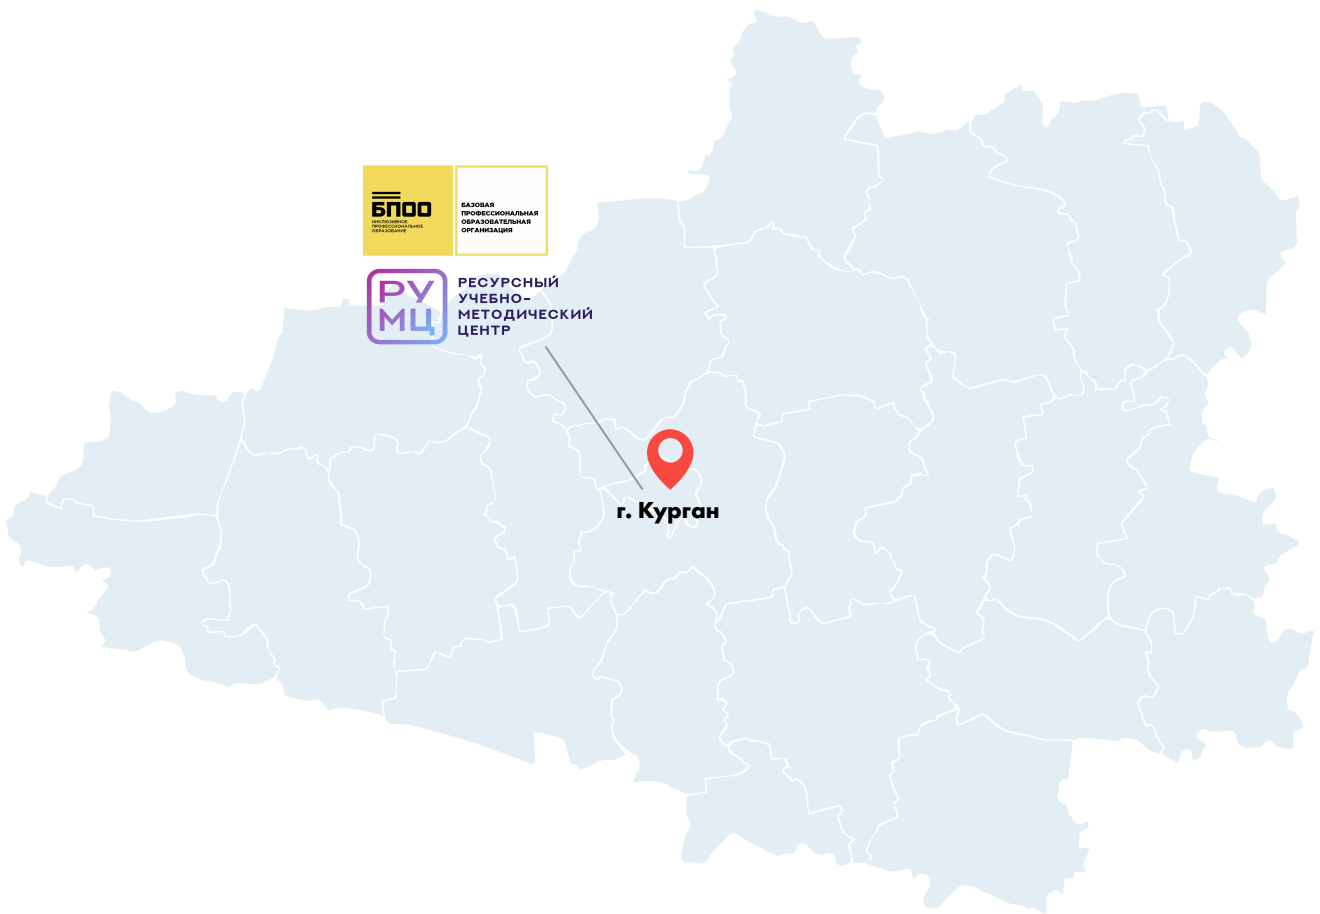 БПОО
ИНКЛЮЗИВНОЕ
ПРОФЕССИОНАЛЬНОЕ
ОБРАЗОВАНИЕ
БАЗОВАЯ
ПРОФЕССИОНАЛЬНАЯ
ОБРАЗОВАТЕЛЬНАЯ
ОРГАНИЗАЦИЯ
РУ
МЦ
РЕСУРСНЫЙ
УЧЕБНО-
МЕТОДИЧЕСКИЙ
ЦЕНТР
г. Курган